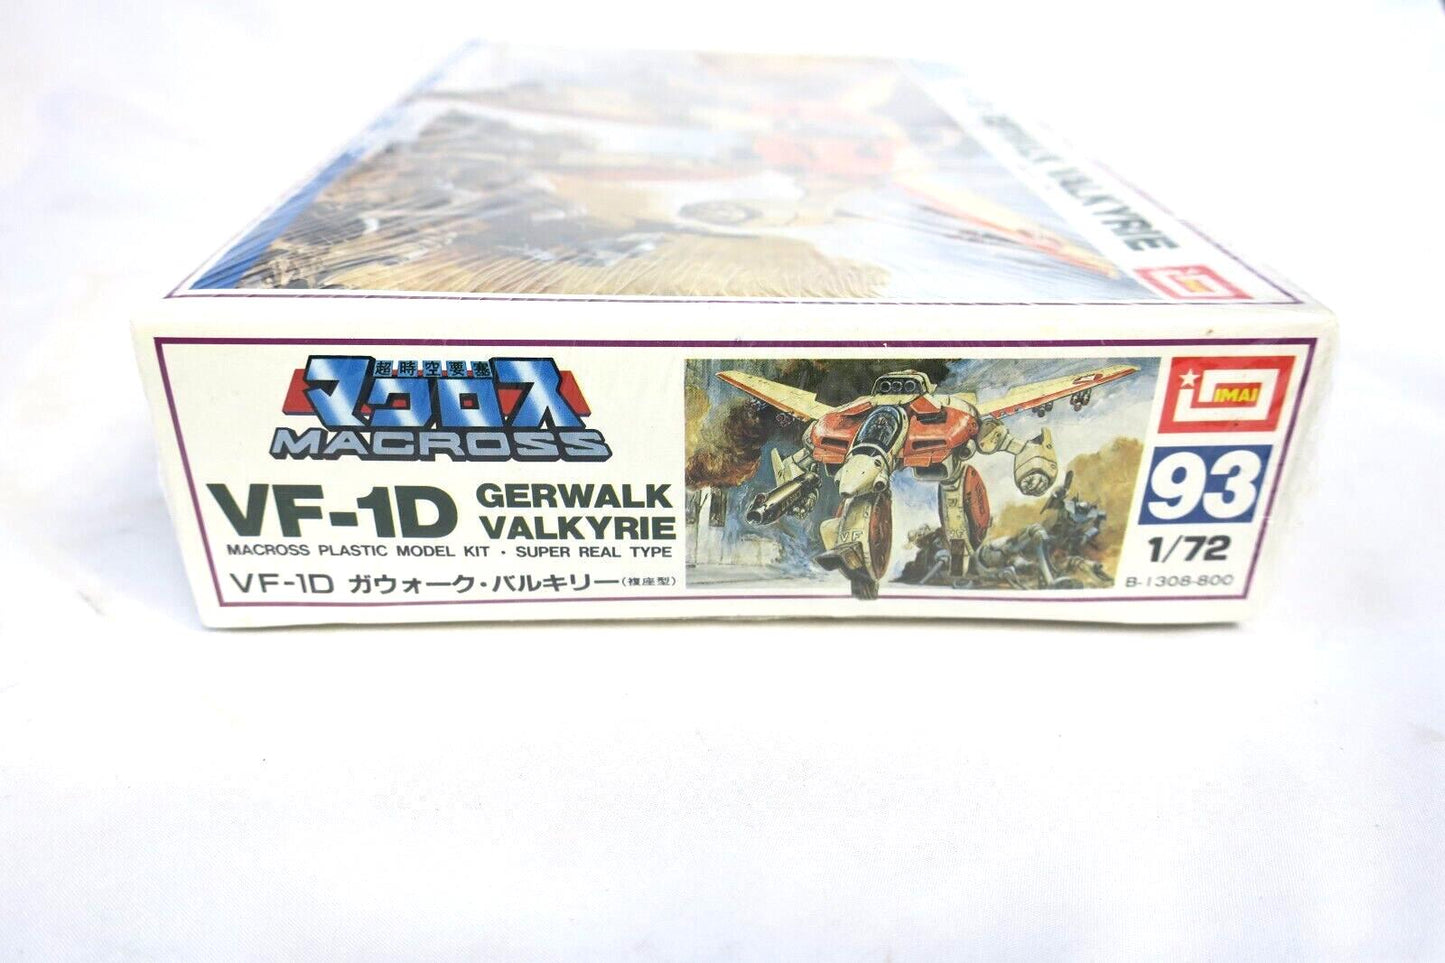 GERWALK VALKYRIE
超時空要塞
マクロス
MACROSS
VF-1D GERWALK VALKYRIE
MACROSS PLASTIC MODEL KIT・SUPER REAL TYPE
VF-1D ガウォーク・バルキリー(複座型)
VF
IMAI
93
1/72
B-1308-800